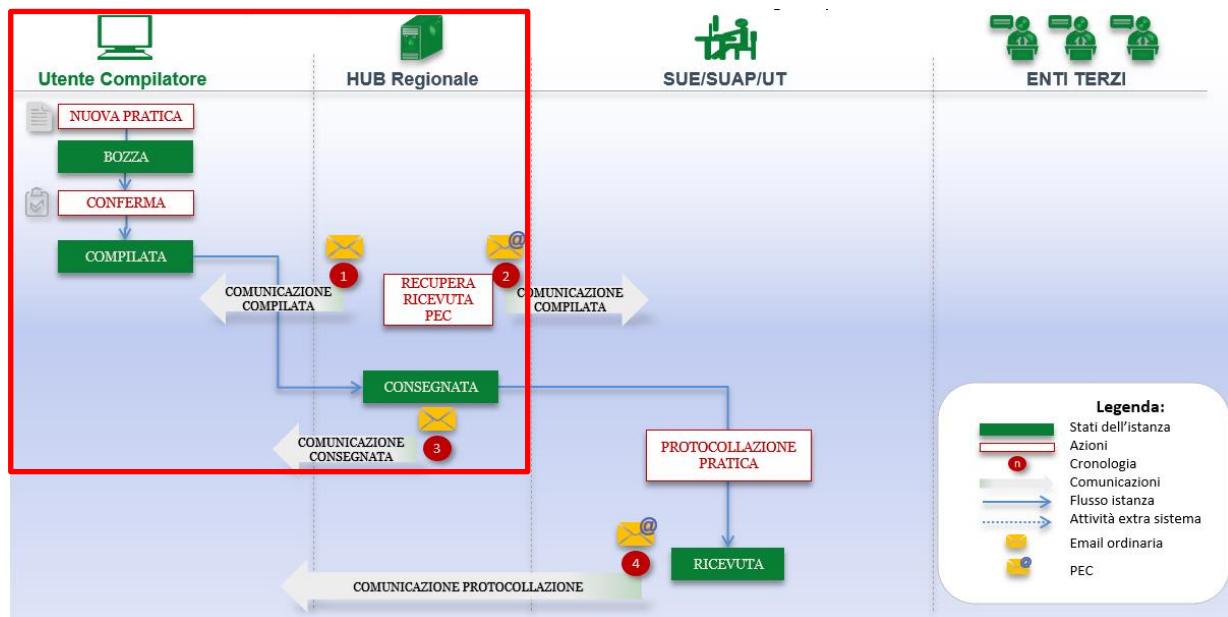 Utente Compilatore
HUB Regionale
SUE/SUAP/UT
ENTI TERZI
NUOVA PRATICA
BOZZA
CONFERMA
COMPILATA
1
COMUNICAZIONE
COMPILATA
RECUPERA
RICEVUTA
PEC
@
2
COMUNICAZIONE
COMPILATA
CONSEGNATA
COMUNICAZIONE
CONSEGNATA
3
PROTOCOLLAZIONE
PRATICA
@
4
RICEVUTA
COMUNICAZIONE PROTOCOLLAZIONE
Legenda:
Stati dell'istanza
Azioni
n
Cronologia
Comunicazioni
Flusso istanza
Attività extra sistema
Email ordinaria
@
PEC